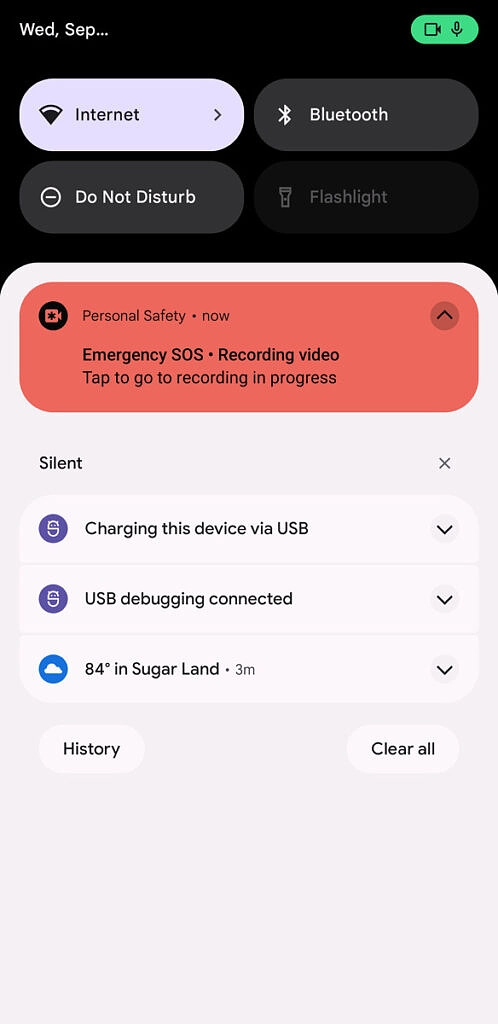 Wed, Sep...
Internet
Bluetooth
Do Not Disturb
Flashlight
Personal Safety • now
Emergency SOS • Recording video
Tap to go to recording in progress
Silent
Charging this device via USB
USB debugging connected
84° in Sugar Land • 3m
History
Clear all